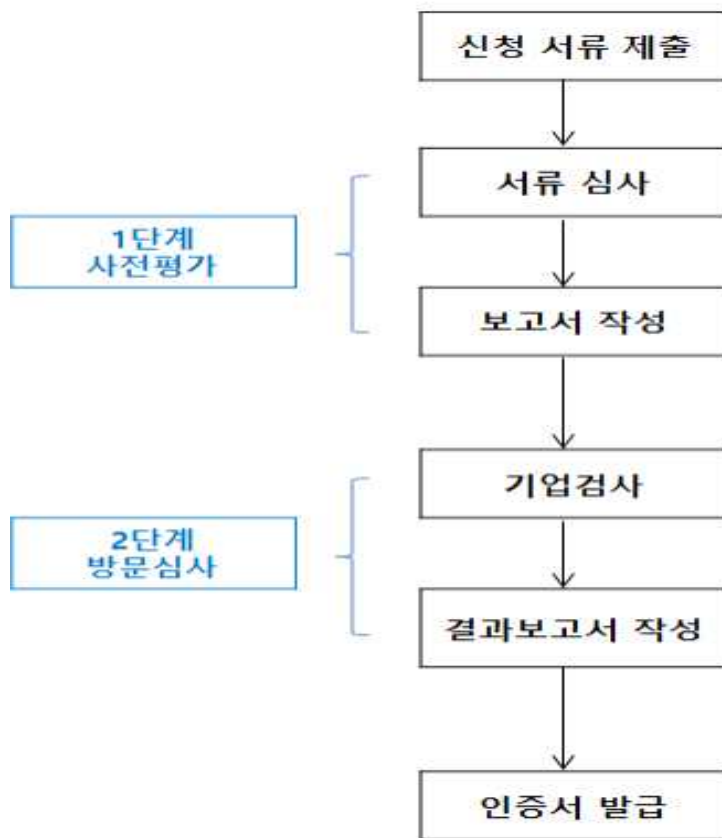 신청 서류 제출
서류 심사
1단계
사전평가
보고서 작성
기업검사
2단계
방문심사
결과보고서 작성
인증서 발급